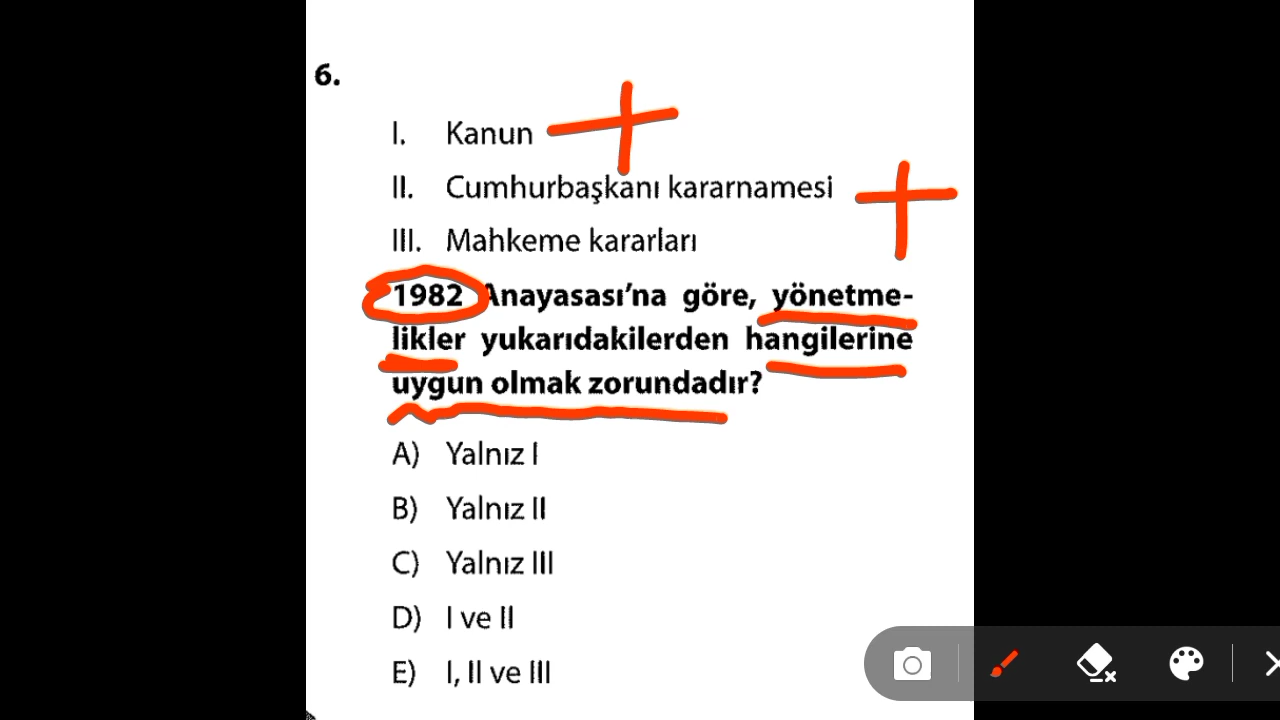 6.
I. Kanun
II. Cumhurbaşkanı kararnamesi
III. Mahkeme kararları
1982 Anayasası'na göre, yönetme-
likler yukarıdakilerden hangilerine
uygun olmak zorundadır?
A) Yalnız I
B) Yalnız II
C) Yalnız III
D) I ve II
E) I, II ve III